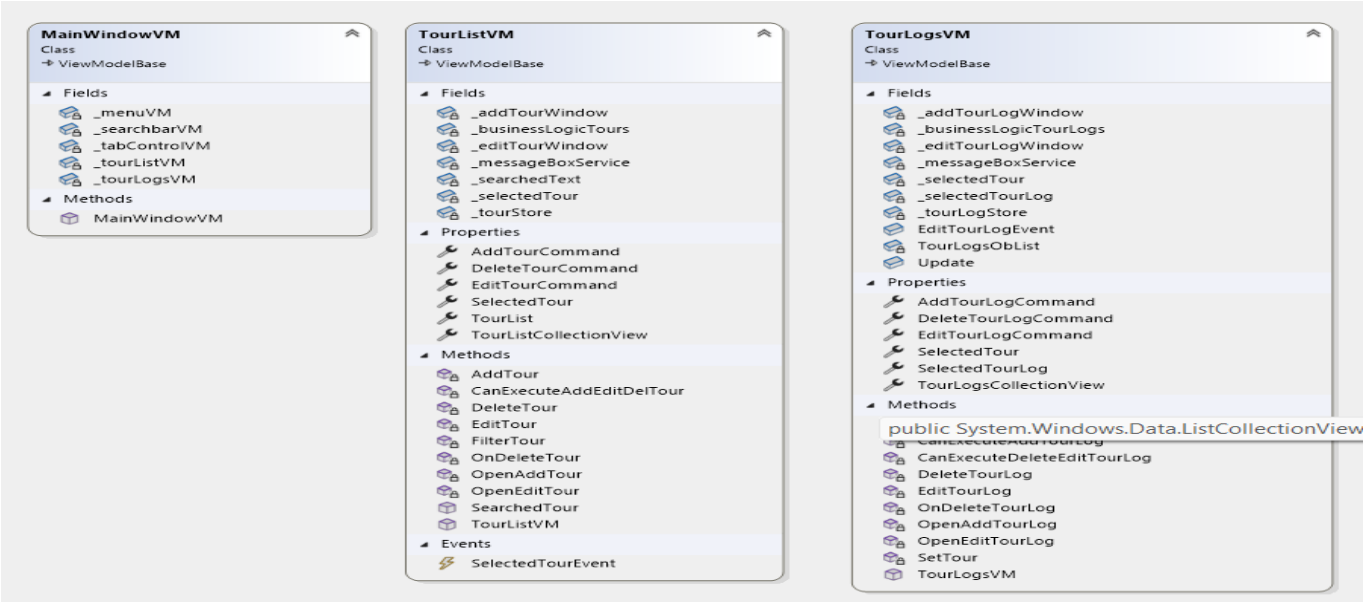 MainWindowVM
Class
ViewModelBase
Fields
_menuVM
_searchbarVM
_tabControlVM
_tourListVM
_tourLogsVM
Methods
MainWindowVM
TourListVM
Class
ViewModelBase
Fields
_addTourWindow
_businessLogicTours
_editTourWindow
_messageBoxService
_searchedText
_selectedTour
_tourStore
Properties
AddTourCommand
DeleteTourCommand
EditTourCommand
SelectedTour
TourList
TourListCollectionView
Methods
AddTour
CanExecuteAddEditDelTour
DeleteTour
EditTour
FilterTour
OnDeleteTour
OpenAddTour
OpenEditTour
SearchedTour
TourListVM
Events
SelectedTourEvent
TourLogsVM
Class
ViewModelBase
Fields
_addTourLogWindow
_businessLogicTourLogs
_editTourLogWindow
_messageBoxService
_selectedTour
_selectedTourLog
_tourLogStore
EditTourLogEvent
TourLogsObList
Update
Properties
AddTourLogCommand
DeleteTourLogCommand
EditTourLogCommand
SelectedTour
SelectedTourLog
TourLogsCollectionView
Methods
public System.Windows.Data.ListCollectionView
CanExecuteAddTourLog
CanExecuteDeleteEditTourLog
DeleteTourLog
EditTourLog
OnDeleteTourLog
OpenAddTourLog
OpenEditTourLog
SetTour
TourLogsVM